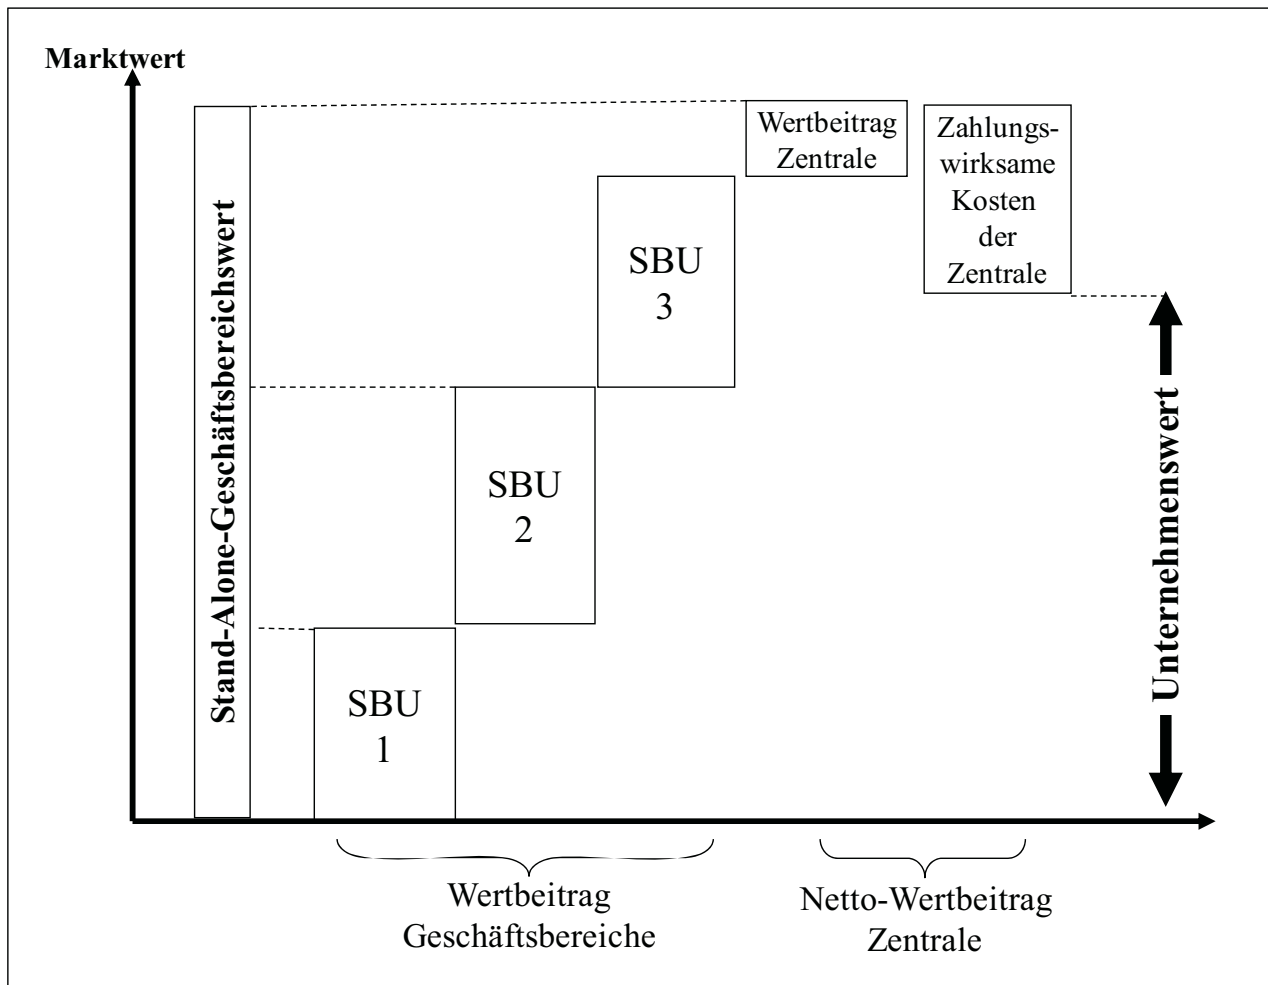 Marktwert
Stand-Alone-Geschäftsbereichswert
SBU
1
SBU
2
SBU
3
Wertbeitrag
Zentrale
Zahlungs-
wirksame
Kosten
der
Zentrale
Unternehmenswert
Wertbeitrag
Geschäftsbereiche
Netto-Wertbeitrag
Zentrale